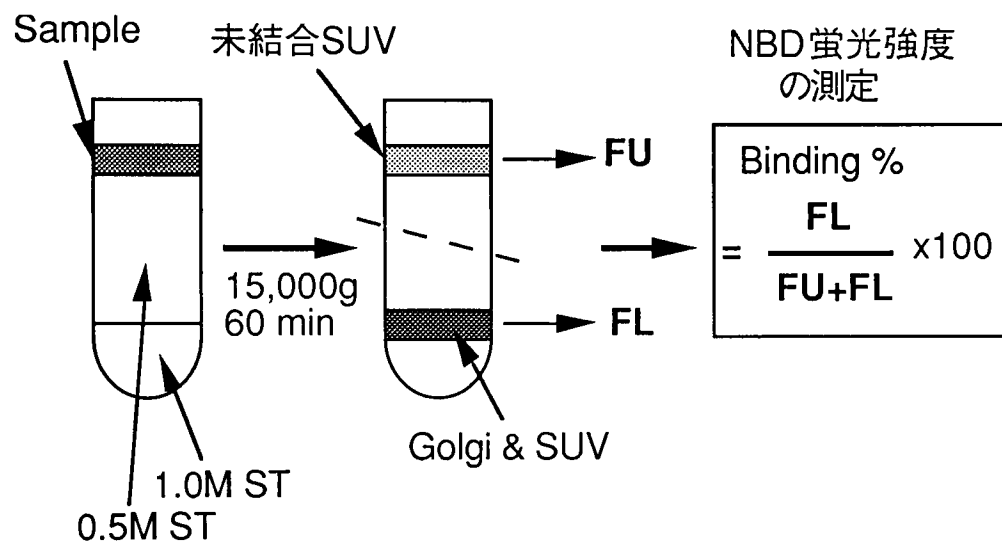 Sample
未結合SUV
NBD蛍光強度
の測定
FU
Binding %
= FL
FU+FL
x100
15,000g
60 min
FL
Golgi & SUV
1.0M ST
0.5M ST